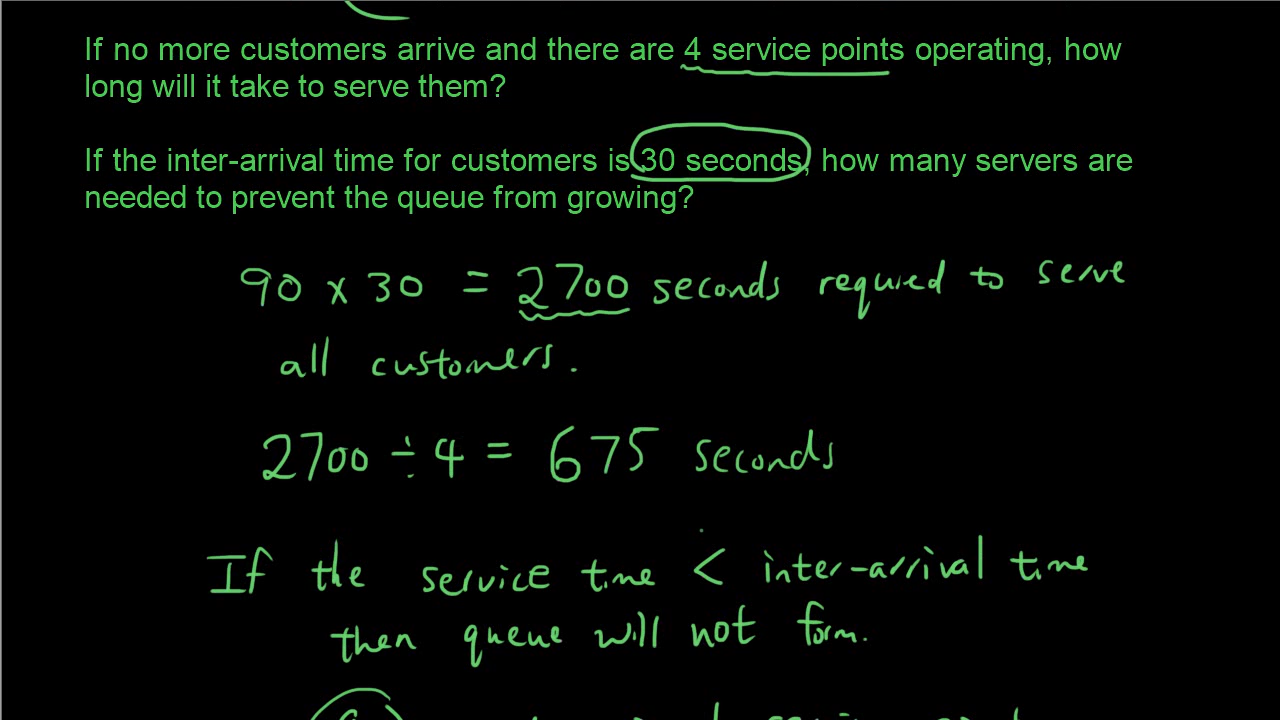 If no more customers arrive and there are 4 service points operating, how
long will it take to serve them?
If the inter-arrival time for customers is 30 seconds, how many servers are
needed to prevent the queue from growing?
90 x 30 = 2700 seconds required to serve
all customers.
2700 ÷ 4 = 675 seconds
If the service time < inter-arrival time
then queue will not form.